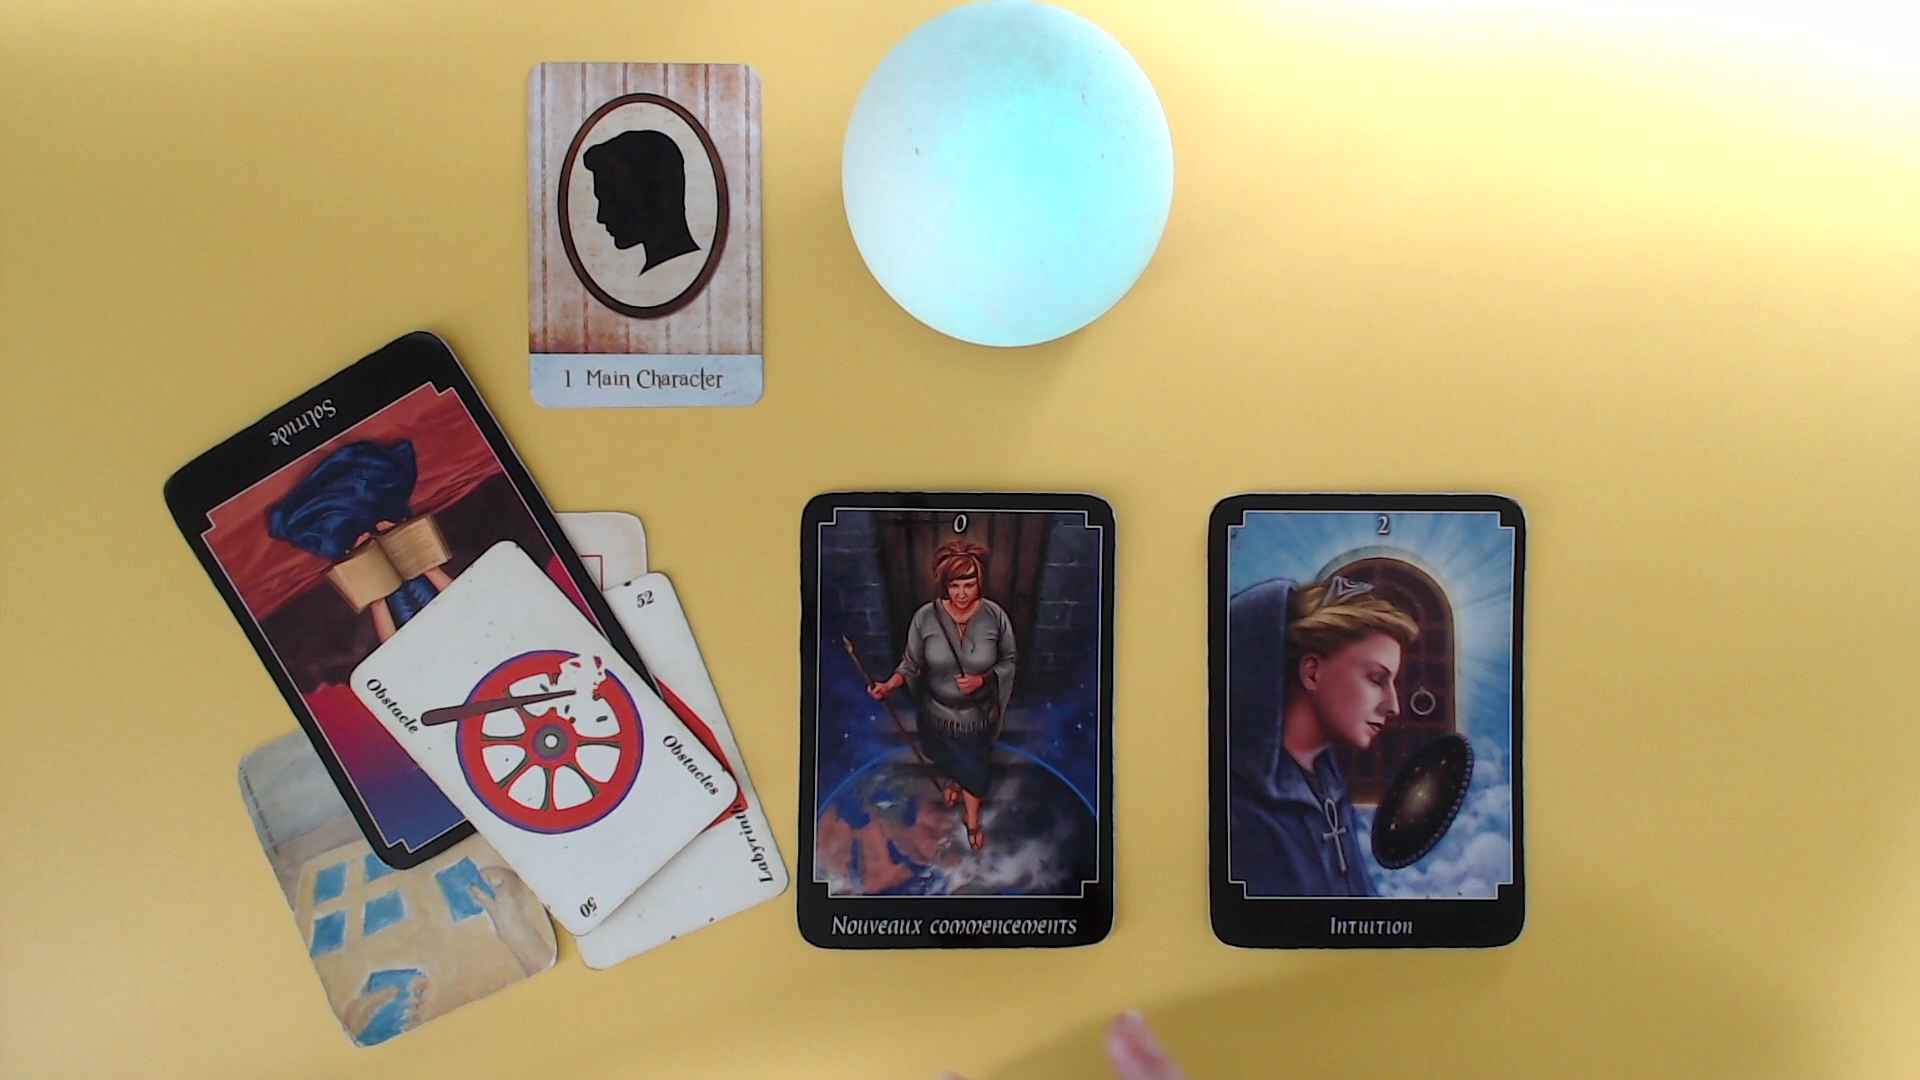 1 Main Character
Solitude
52
Obstacle
Obstacles
Labyrinth
50
0
Nouveaux commencements
2
Intuition